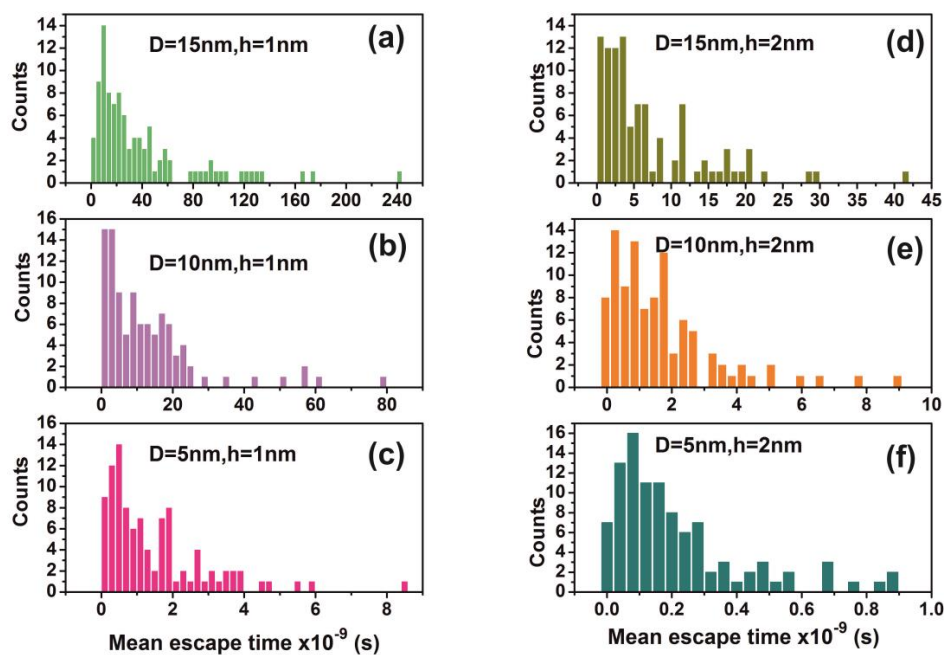 14
12
10
8
6
4
2
0
Counts
D=15nm,h=1nm
(a)
0 40 80 120 160 200 240
14
12
10
8
6
4
2
0
Counts
D=15nm,h=2nm
(d)
0 5 10 15 20 25 30 35 40 45
16
14
12
10
8
6
4
2
0
Counts
D=10nm,h=1nm
(b)
0 20 40 60 80
14
12
10
8
6
4
2
0
Counts
D=10nm,h=2nm
(e)
0 2 4 6 8 10
16
14
12
10
8
6
4
2
0
Counts
D=5nm,h=1nm
(c)
0 2 4 6 8
Mean escape time x10⁻⁹ (s)
16
14
12
10
8
6
4
2
0
Counts
D=5nm,h=2nm
(f)
0.0 0.2 0.4 0.6 0.8 1.0
Mean escape time x10⁻⁹ (s)